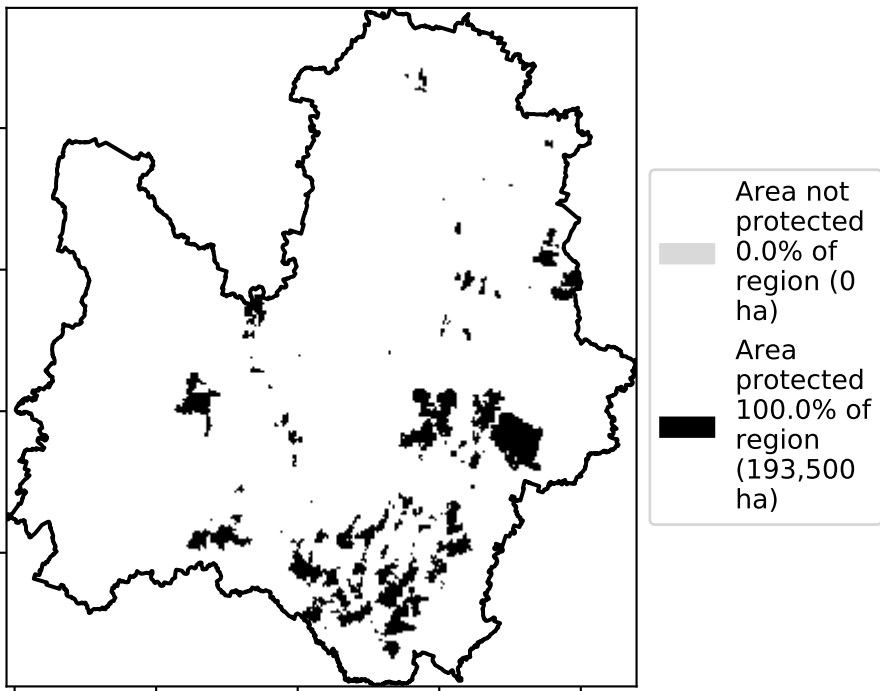 Area not
protected
0.0% of
region (0
ha)
Area
protected
100.0% of
region
(193,500
ha)